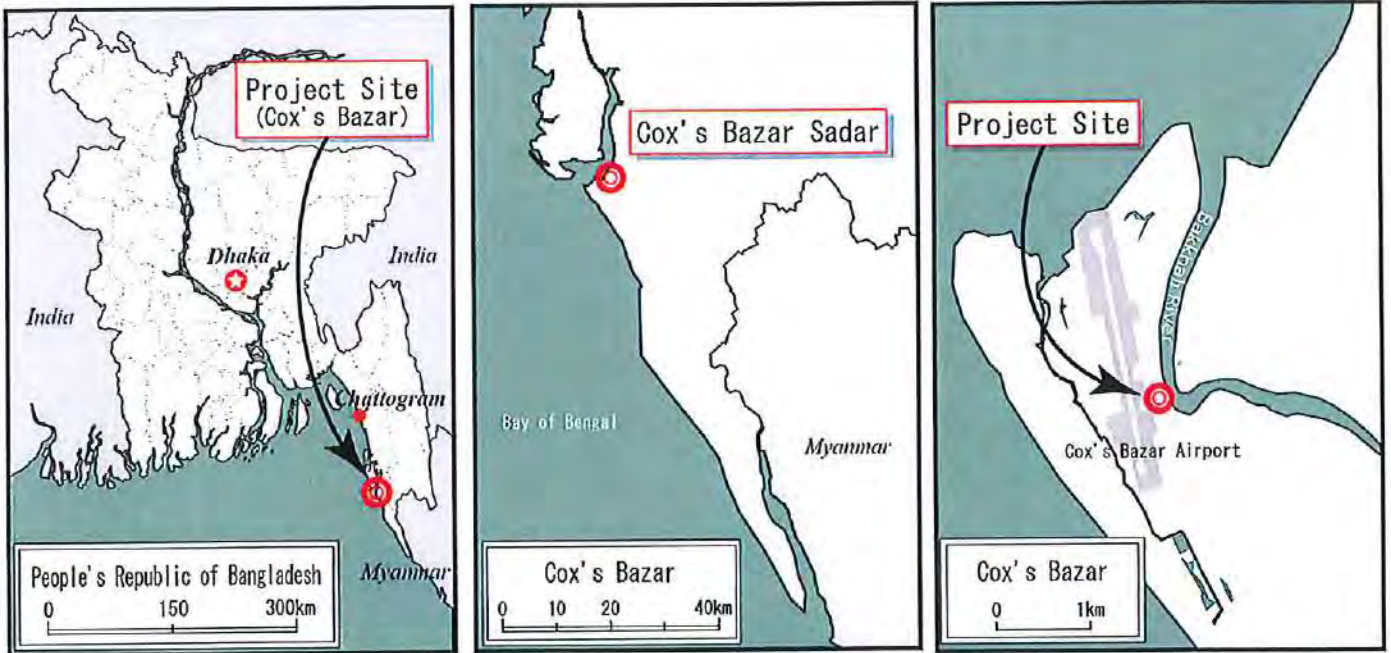 Project Site
(Cox's Bazar)
Dhaka
India
India
Chattogram
Myanmar
People's Republic of Bangladesh
0 150 300km
Cox's Bazar Sadar
Bay of Bengal
Myanmar
Cox's Bazar
0 10 20 40km
Project Site
Bakkhali River
Cox's Bazar Airport
Cox's Bazar
0 1km